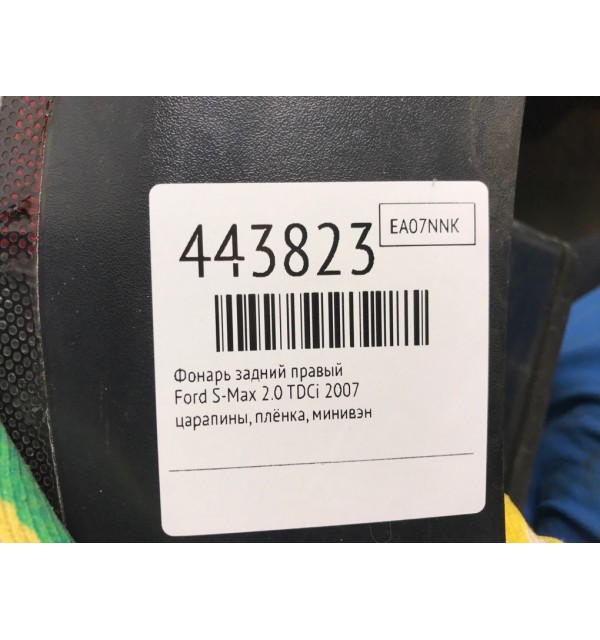 443823
EA07NNK
Фонарь задний правый
Ford S-Max 2.0 TDCi 2007
царапины, плёнка, минивэн